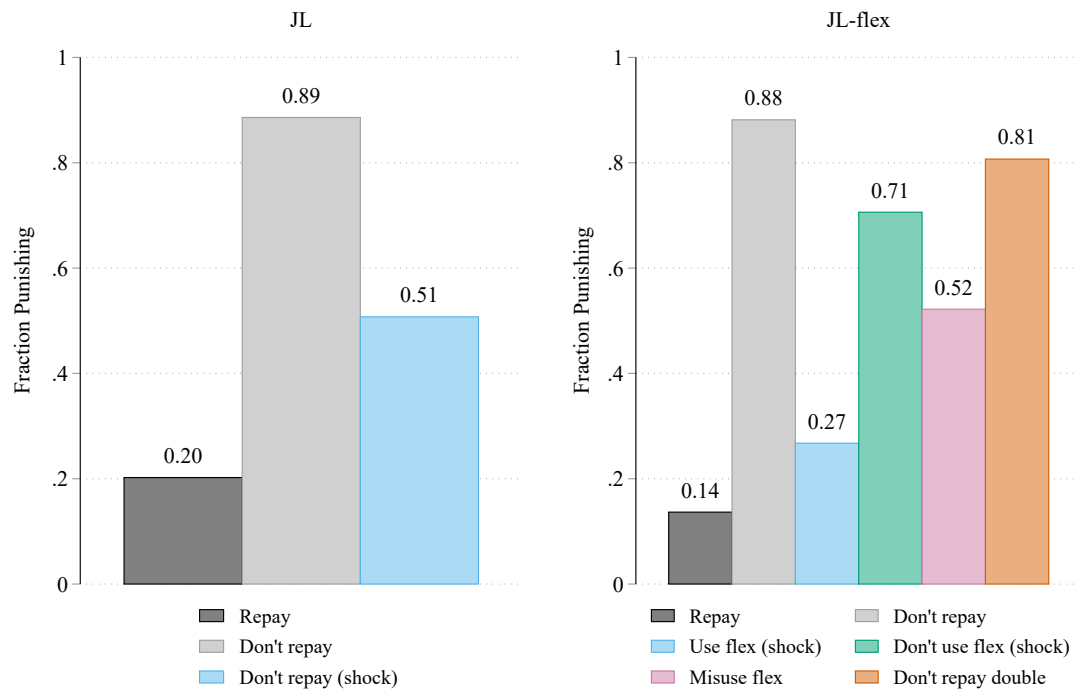 JL
Fraction Punishing
1
.8
.6
.4
.2
0
0.20
0.89
0.51
Repay
Don't repay
Don't repay (shock)
JL-flex
Fraction Punishing
1
.8
.6
.4
.2
0
0.14
0.88
0.27
0.71
0.52
0.81
Repay
Don't repay
Use flex (shock)
Don't use flex (shock)
Misuse flex
Don't repay double